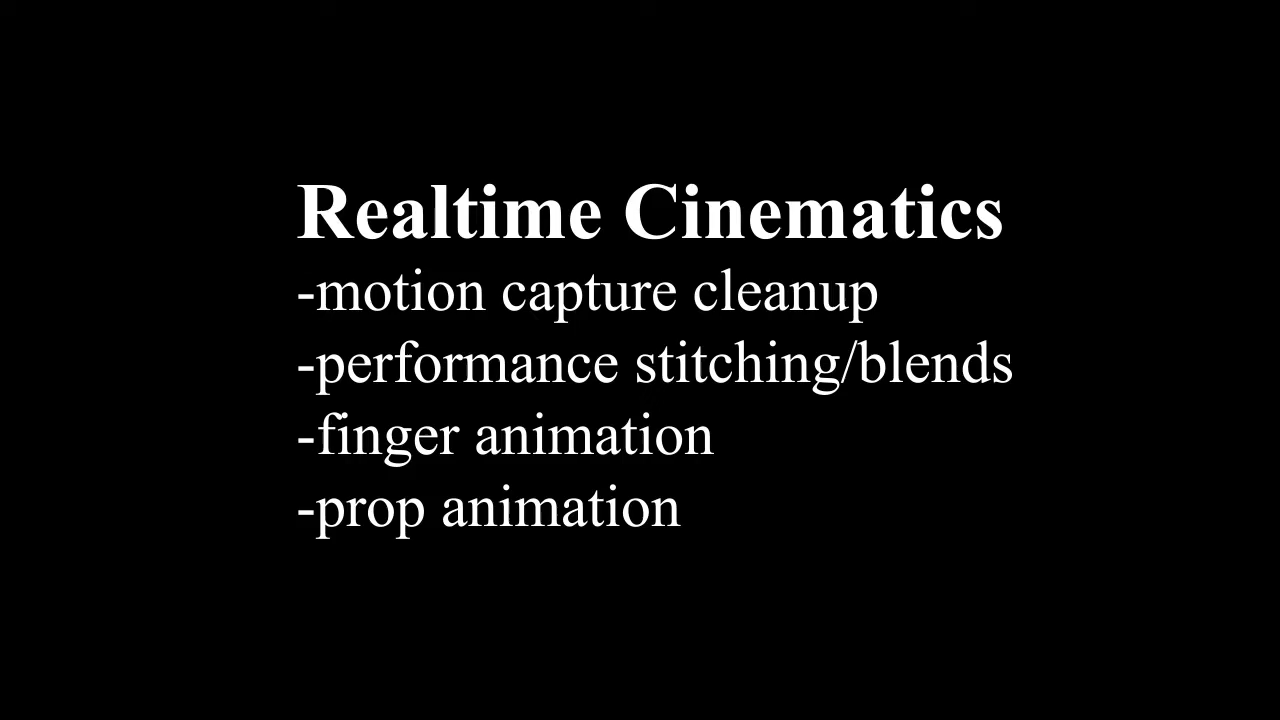 Realtime Cinematics
-motion capture cleanup
-performance stitching/blends
-finger animation
-prop animation